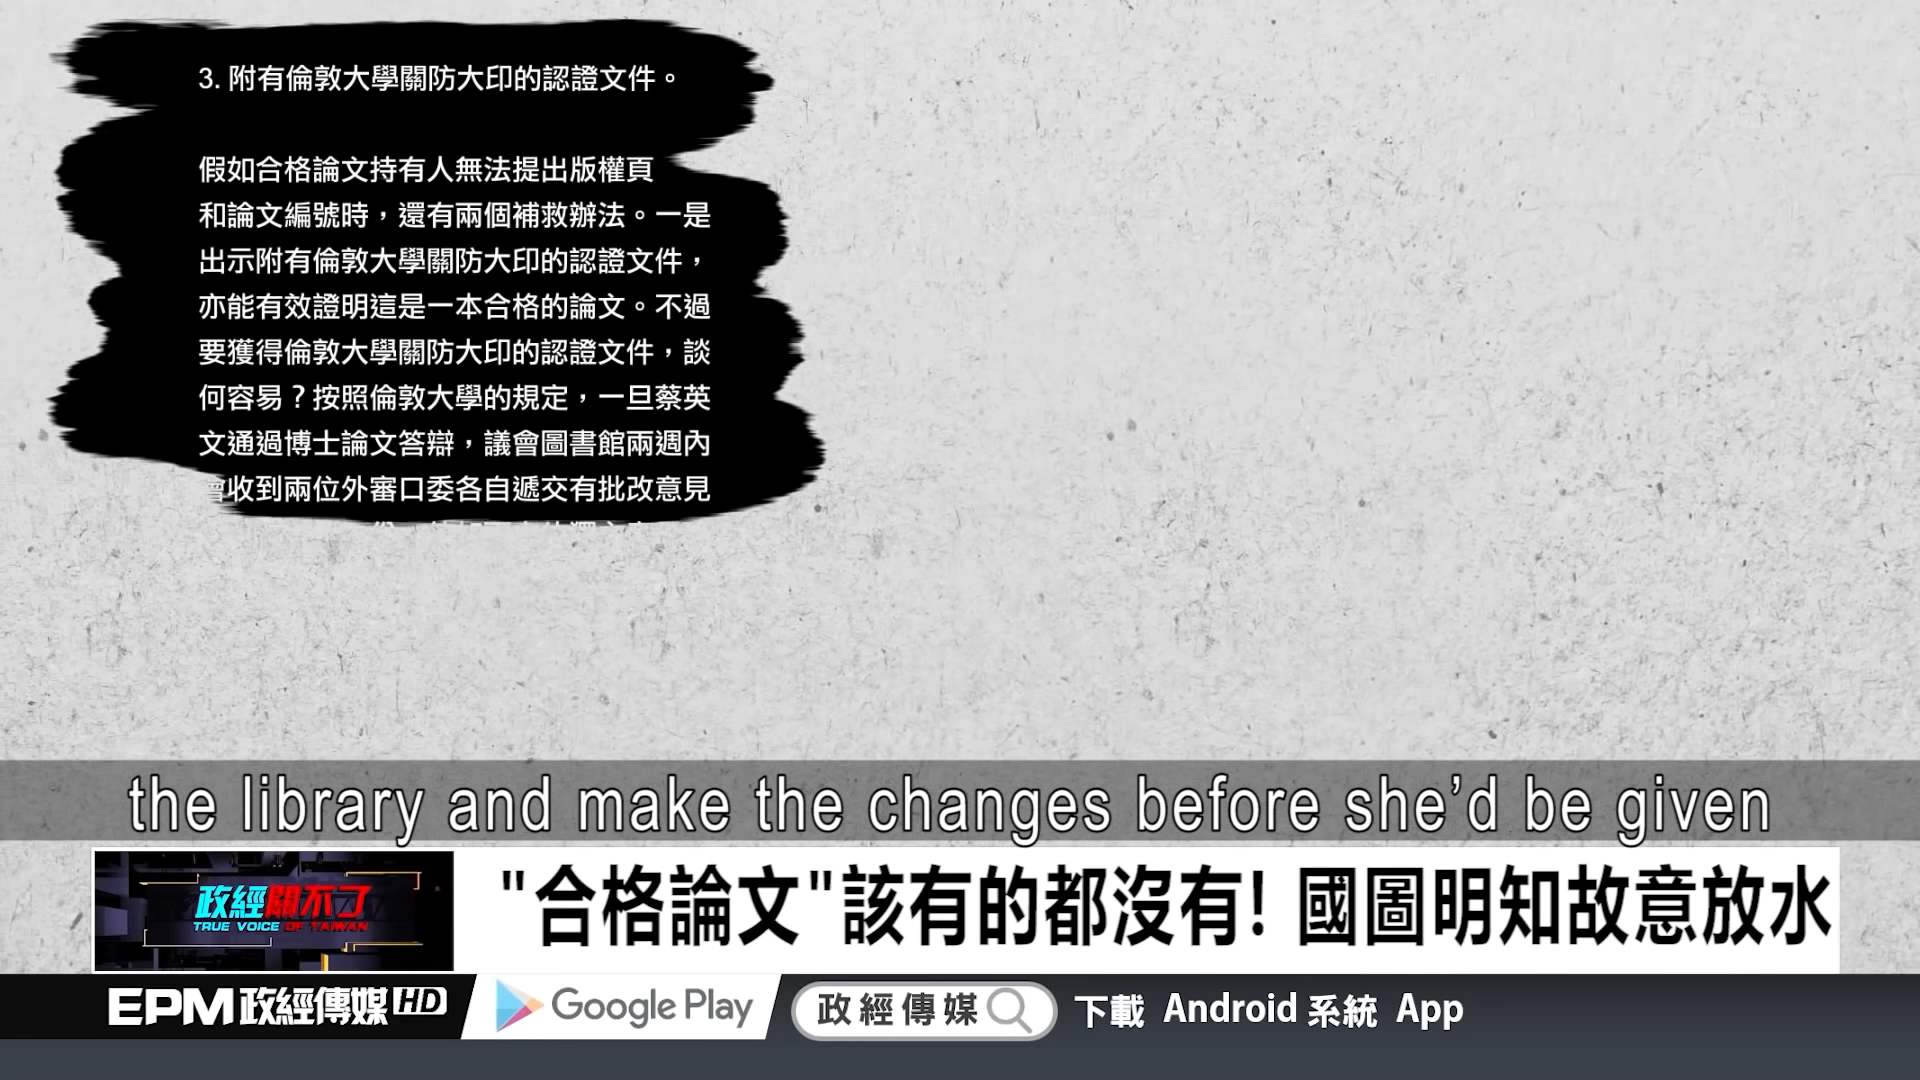 3. 附有倫敦大學關防大印的認證文件。
假如合格論文持有人無法提出版權頁
和論文編號時，還有兩個補救辦法。一是
出示附有倫敦大學關防大印的認證文件，
亦能有效證明這是一本合格的論文。不過
要獲得倫敦大學關防大印的認證文件，談
何容易？按照倫敦大學的規定，一旦蔡英
文通過博士論文答辯，議會圖書館兩週內
會收到兩位外審口委各自遞交有批改意見
the library and make the changes before she'd be given
政經關不了
TRUE VOICE OF TAIWAN
"合格論文"該有的都沒有! 國圖明知故意放水
EPM 政經傳媒 HD
Google Play
政經傳媒
下載 Android 系統 App